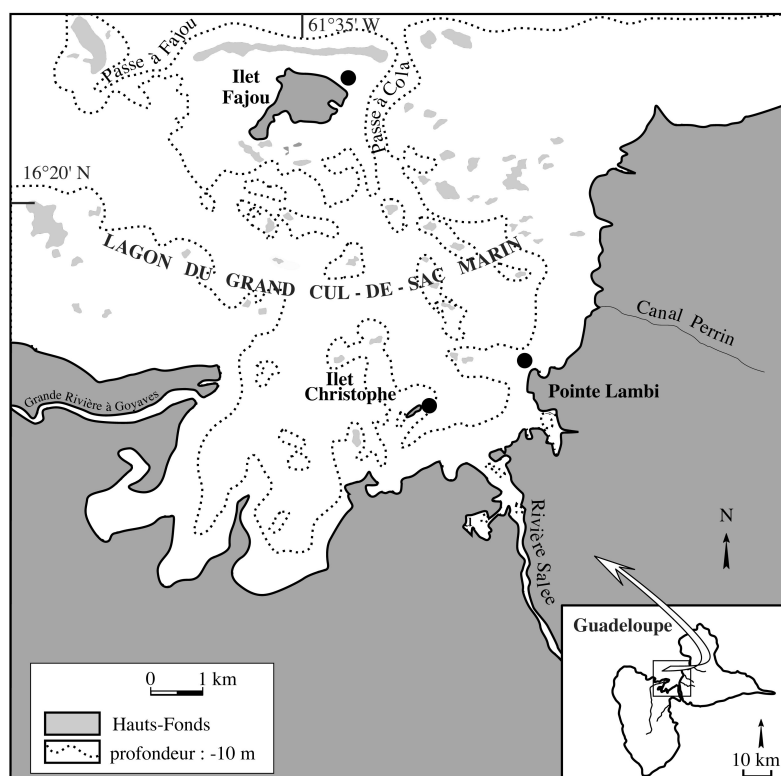 61°35' W
Passe à Fajou
Ilet
Fajou
Passe à Cola
16°20' N
LAGON DU GRAND CUL - DE - SAC MARIN
Canal Perrin
Ilet
Christophe
Pointe Lambi
Grande Rivière à Goyaves
Rivière Salee
N
Guadeloupe
0 1 km
Hauts-Fonds
profondeur : -10 m
10 km